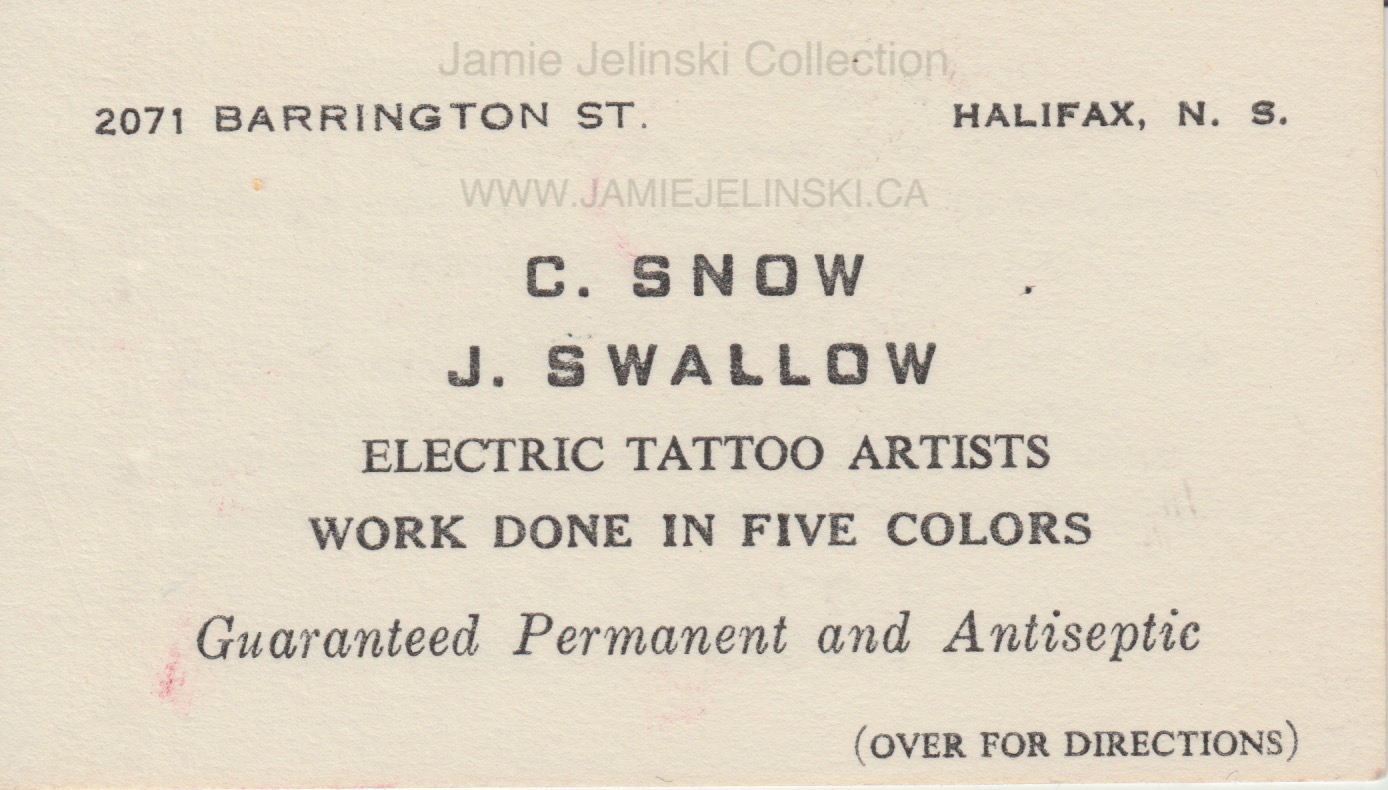 Jamie Jelinski Collection
2071 BARRINGTON ST. HALIFAX, N. S.
WWW.JAMIEJELINSKI.CA
C. SNOW
J. SWALLOW
ELECTRIC TATTOO ARTISTS
WORK DONE IN FIVE COLORS
Guaranteed Permanent and Antiseptic
(OVER FOR DIRECTIONS)